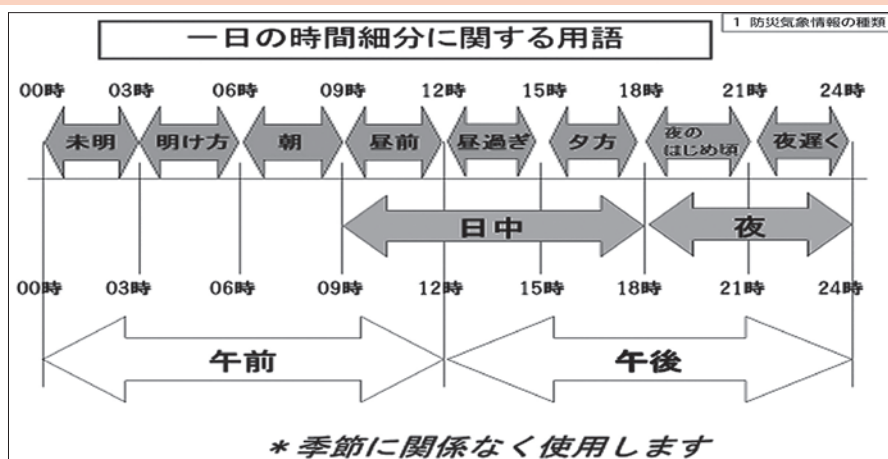 1 防災気象情報の種類
一日の時間細分に関する用語
00時 03時 06時 09時 12時 15時 18時 21時 24時
未明 明け方 朝 昼前 昼過ぎ 夕方 夜の はじめ頃 夜遅く
日中 夜
00時 03時 06時 09時 12時 15時 18時 21時 24時
午前 午後
*季節に関係なく使用します